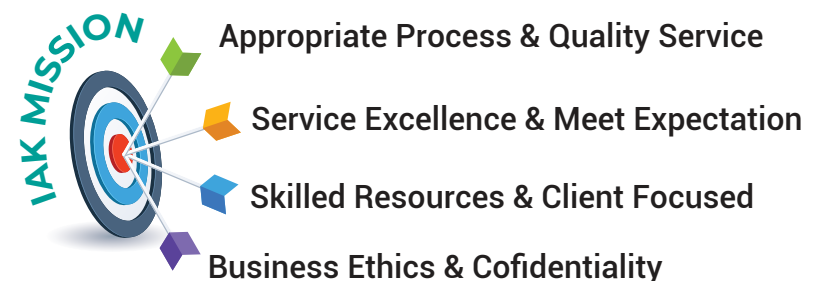 IAK MISSION
Appropriate Process & Quality Service
Service Excellence & Meet Expectation
Skilled Resources & Client Focused
Business Ethics & Cofidentiality